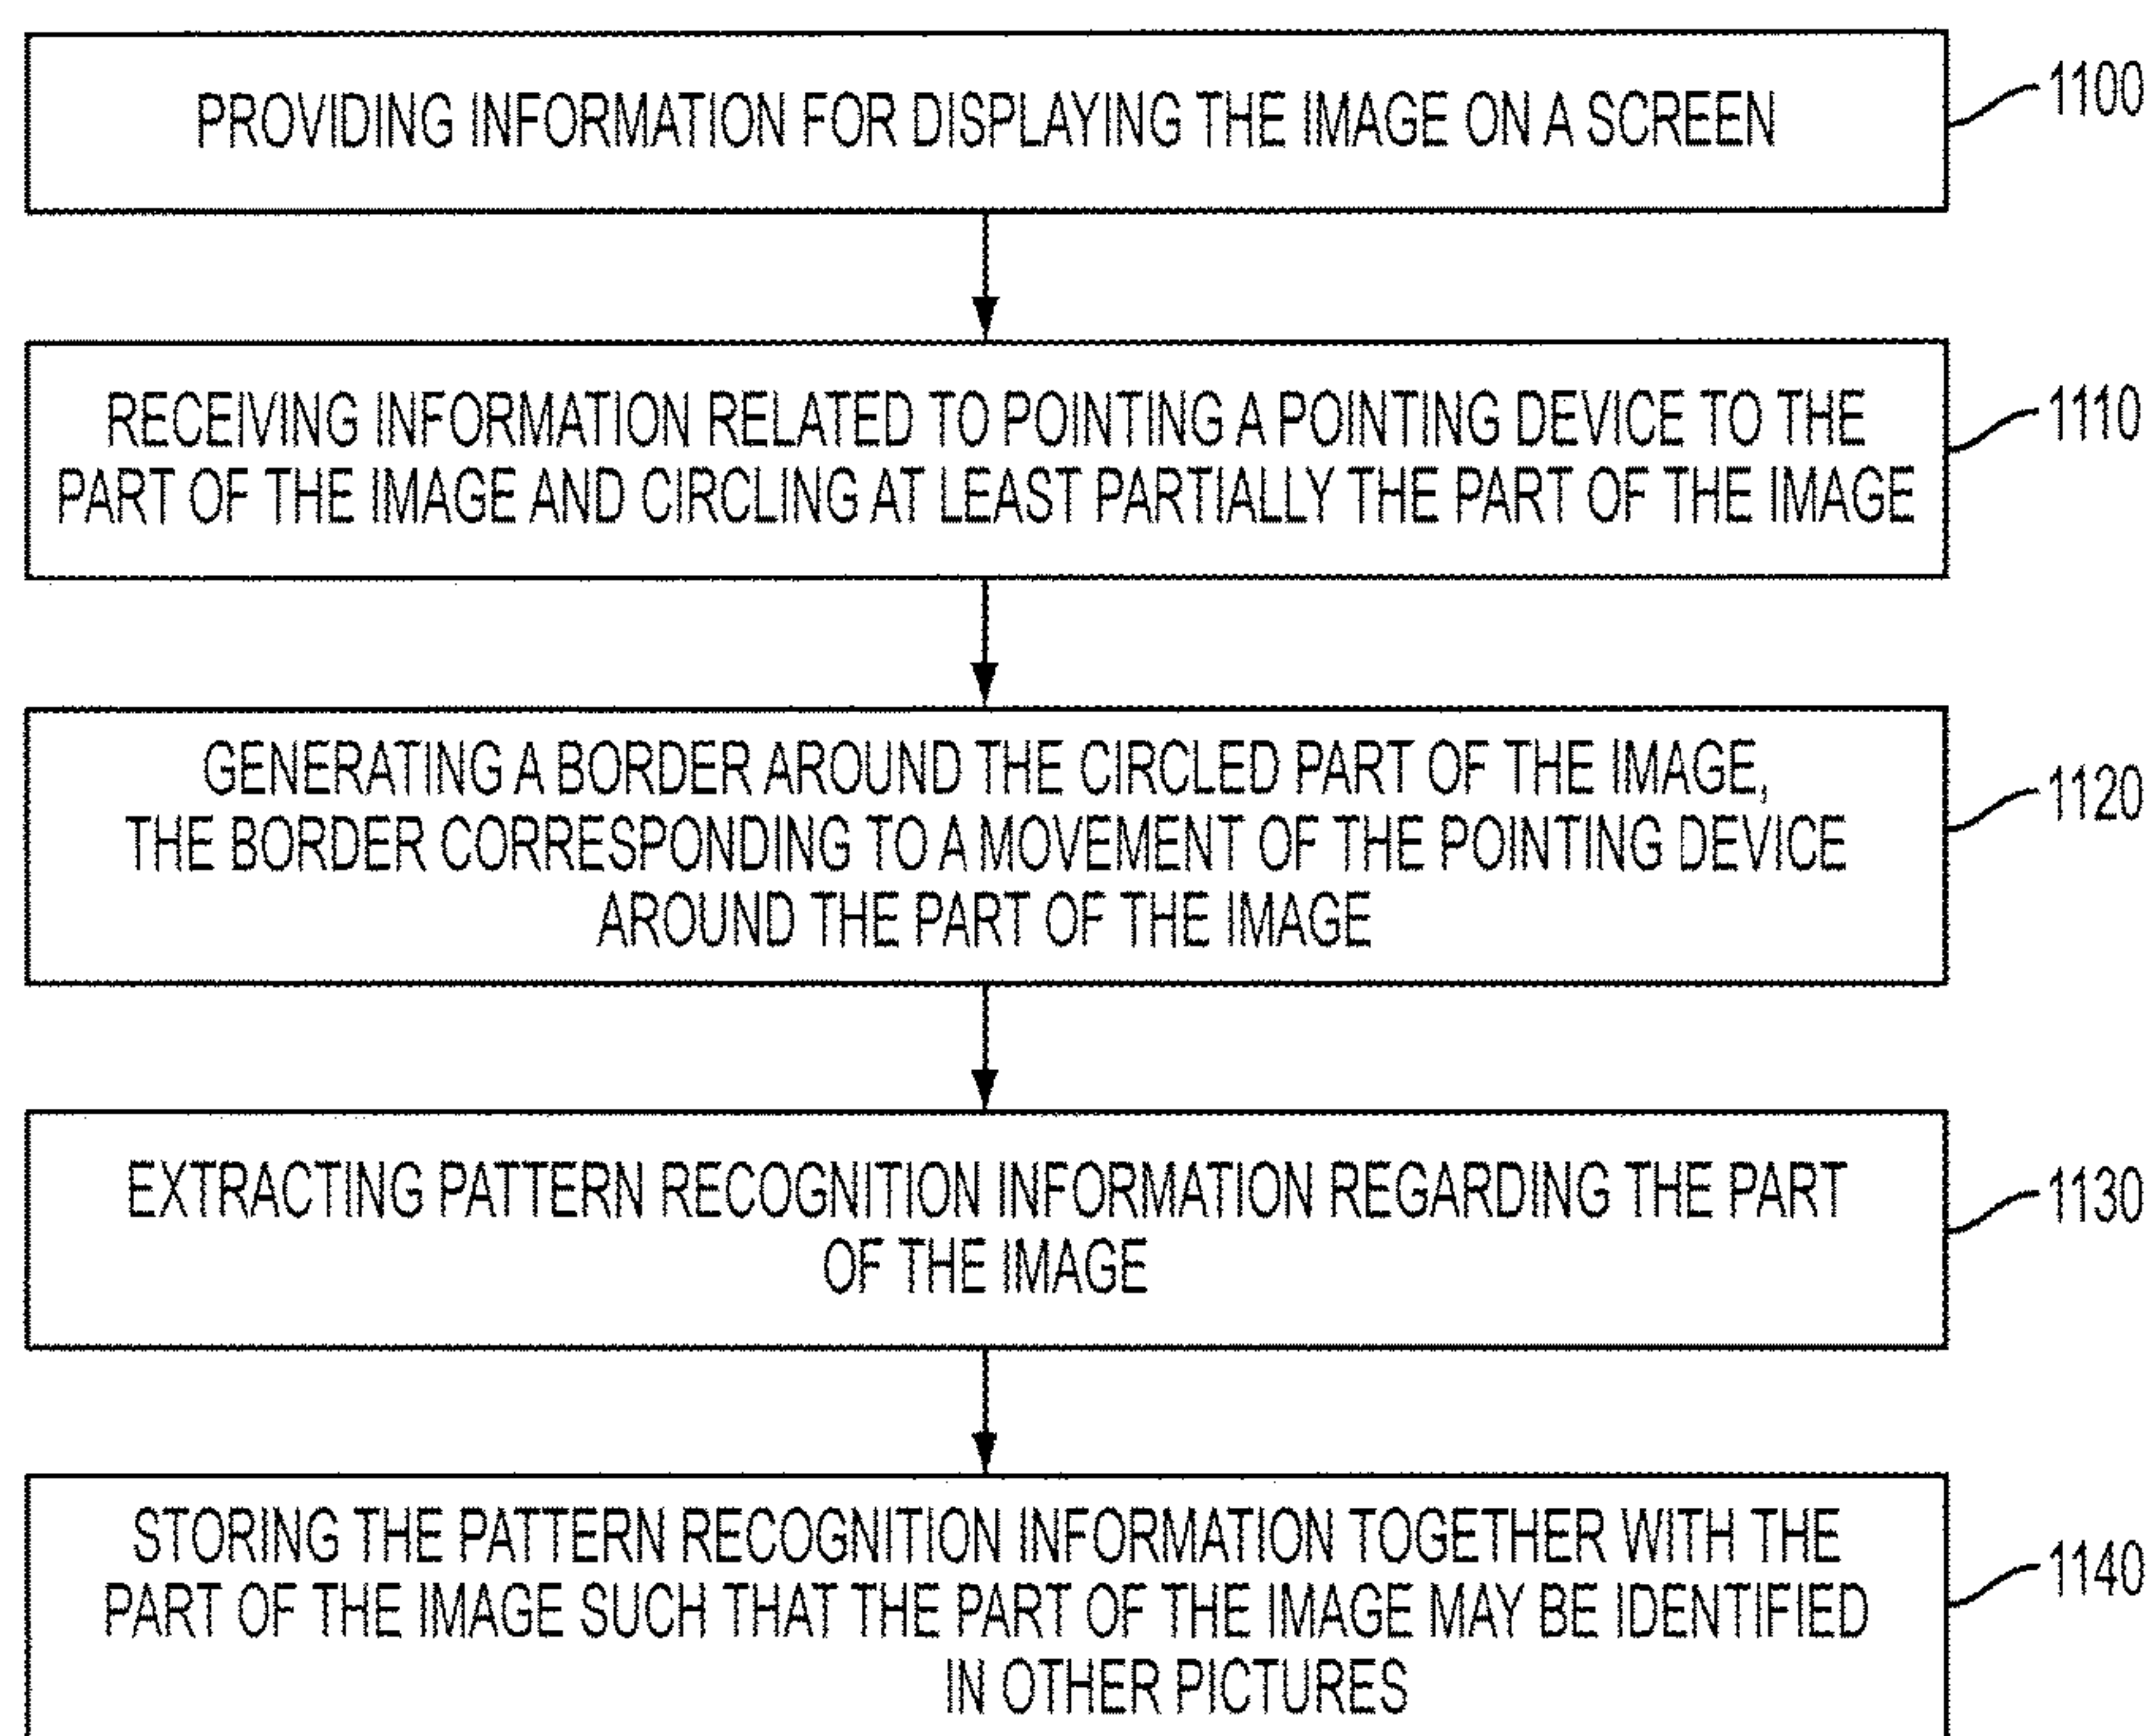 PROVIDING INFORMATION FOR DISPLAYING THE IMAGE ON A SCREEN
1100
RECEIVING INFORMATION RELATED TO POINTING A POINTING DEVICE TO THE
PART OF THE IMAGE AND CIRCLING AT LEAST PARTIALLY THE PART OF THE IMAGE
1110
GENERATING A BORDER AROUND THE CIRCLED PART OF THE IMAGE,
THE BORDER CORRESPONDING TO A MOVEMENT OF THE POINTING DEVICE
AROUND THE PART OF THE IMAGE
1120
EXTRACTING PATTERN RECOGNITION INFORMATION REGARDING THE PART
OF THE IMAGE
1130
STORING THE PATTERN RECOGNITION INFORMATION TOGETHER WITH THE
PART OF THE IMAGE SUCH THAT THE PART OF THE IMAGE MAY BE IDENTIFIED
IN OTHER PICTURES
1140